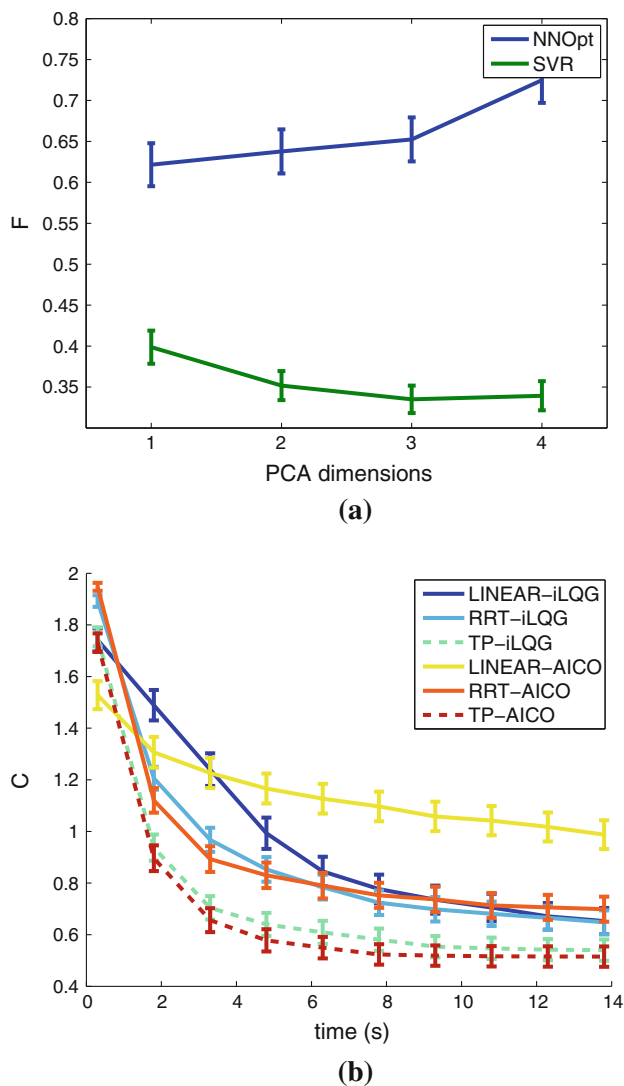 0.8
0.75
0.7
0.65
0.6
0.55
0.5
0.45
0.4
0.35
F
NNOpt
SVR
1 2 3 4
PCA dimensions
(a)
2
1.8
1.6
1.4
1.2
1
0.8
0.6
0.4
C
LINEAR−iLQG
RRT−iLQG
TP−iLQG
LINEAR−AICO
RRT−AICO
TP−AICO
0 2 4 6 8 10 12 14
time (s)
(b)